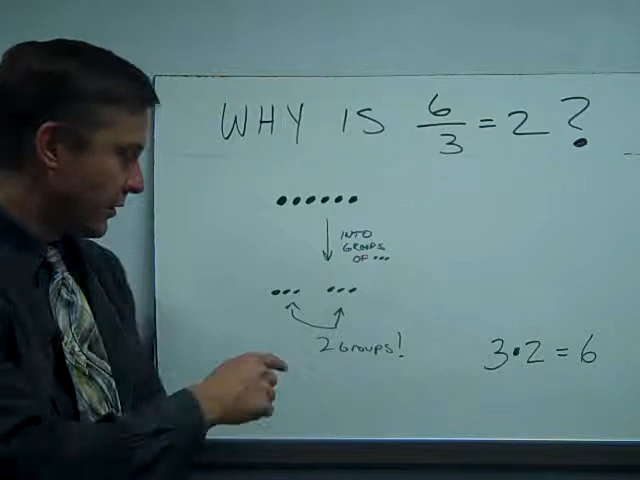 WHY IS 6/3 = 2 ?
INTO
GROUPS
OF •••
2 GROUPS!
3•2 = 6